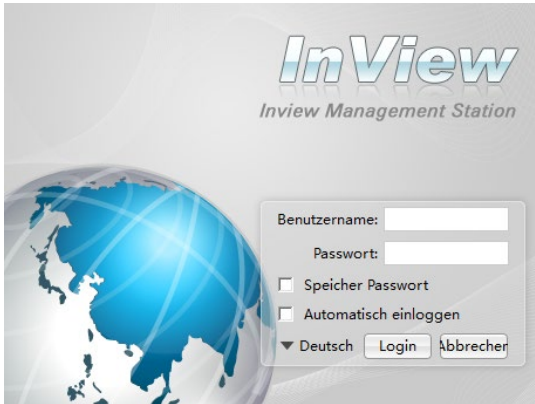 InView
Inview Management Station
Benutzername:
Passwort:
Speicher Passwort
Automatisch einloggen
Deutsch Login Abbrechen